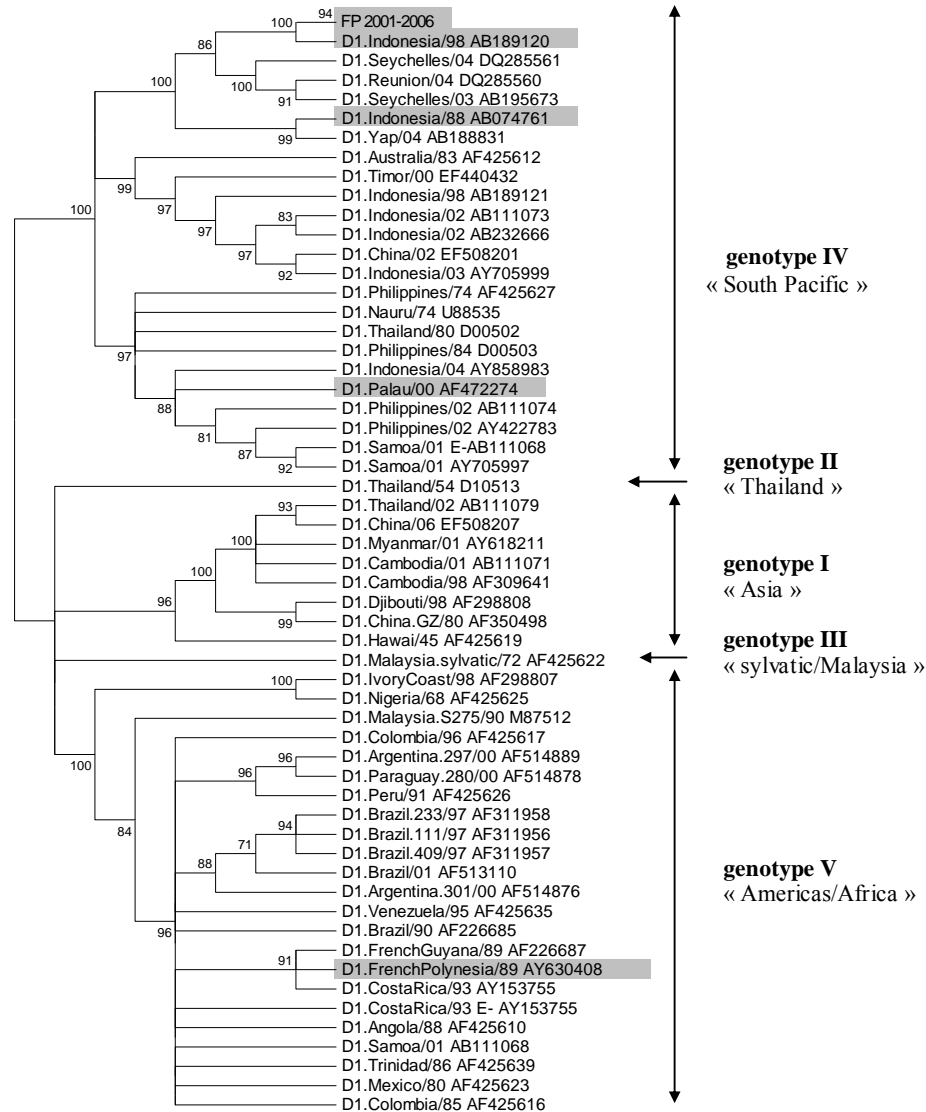 94
FP 2001-2006
100
D1.Indonesia/98 AB189120
86
D1.Seychelles/04 DQ285561
100
D1.Reunion/04 DQ285560
91
D1.Seychelles/03 AB195673
100
D1.Indonesia/88 AB074761
99
D1.Yap/04 AB188831
D1.Australia/83 AF425612
99
D1.Timor/00 EF440432
97
D1.Indonesia/98 AB189121
97
83
D1.Indonesia/02 AB111073
100
D1.Indonesia/02 AB232666
97
D1.China/02 EF508201
92
D1.Indonesia/03 AY705999
genotype IV
« South Pacific »
D1.Philippines/74 AF425627
D1.Nauru/74 U88535
D1.Thailand/80 D00502
97
D1.Philippines/84 D00503
D1.Indonesia/04 AY858983
D1.Palau/00 AF472274
88
D1.Philippines/02 AB111074
81
D1.Philippines/02 AY422783
87
D1.Samoa/01 E-AB111068
92
D1.Samoa/01 AY705997
genotype II
« Thailand »
D1.Thailand/54 D10513
93
D1.Thailand/02 AB111079
D1.China/06 EF508207
100
D1.Myanmar/01 AY618211
D1.Cambodia/01 AB111071
100
D1.Cambodia/98 AF309641
genotype I
« Asia »
96
D1.Djibouti/98 AF298808
99
D1.China.GZ/80 AF350498
D1.Hawai/45 AF425619
genotype III
« sylvatic/Malaysia »
D1.Malaysia.sylvatic/72 AF425622
100
D1.IvoryCoast/98 AF298807
D1.Nigeria/68 AF425625
D1.Malaysia.S275/90 M87512
100
D1.Colombia/96 AF425617
96
D1.Argentina.297/00 AF514889
96
D1.Paraguay.280/00 AF514878
D1.Peru/91 AF425626
84
D1.Brazil.233/97 AF311958
94
D1.Brazil.111/97 AF311956
71
D1.Brazil.409/97 AF311957
88
D1.Brazil/01 AF513110
D1.Argentina.301/00 AF514876
genotype V
« Americas/Africa »
D1.Venezuela/95 AF425635
96
D1.Brazil/90 AF226685
D1.FrenchGuyana/89 AF226687
91
D1.FrenchPolynesia/89 AY630408
D1.CostaRica/93 AY153755
D1.CostaRica/93 E- AY153755
D1.Angola/88 AF425610
D1.Samoa/01 AB111068
D1.Trinidad/86 AF425639
D1.Mexico/80 AF425623
D1.Colombia/85 AF425616